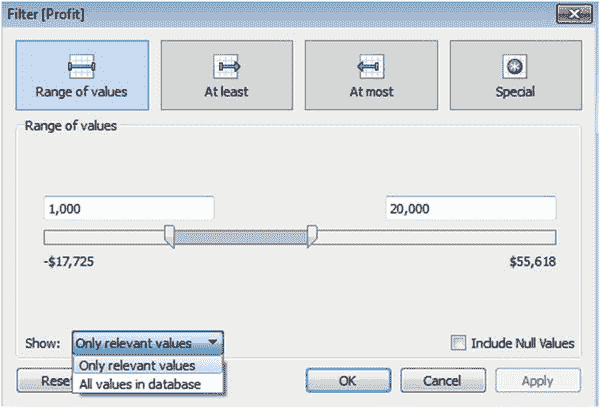 Filter [Profit]
Range of values
At least
At most
Special
Range of values
1,000
20,000
-$17,725
$55,618
Show:
Only relevant values
Include Null Values
Only relevant values
All values in database
Rese
OK
Cancel
Apply